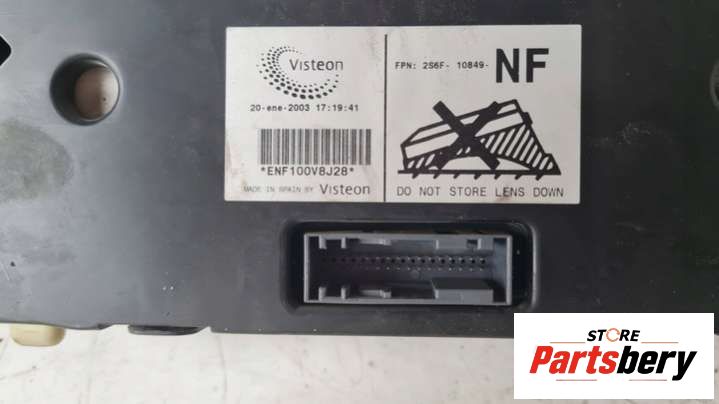 Visteon
20-ene-2003 17:19:41
*ENF100V8J28*
MADE IN SPAIN BY Visteon
FPN: 2S6F- 10849- NF
DO NOT STORE LENS DOWN
STORE
Partsbery